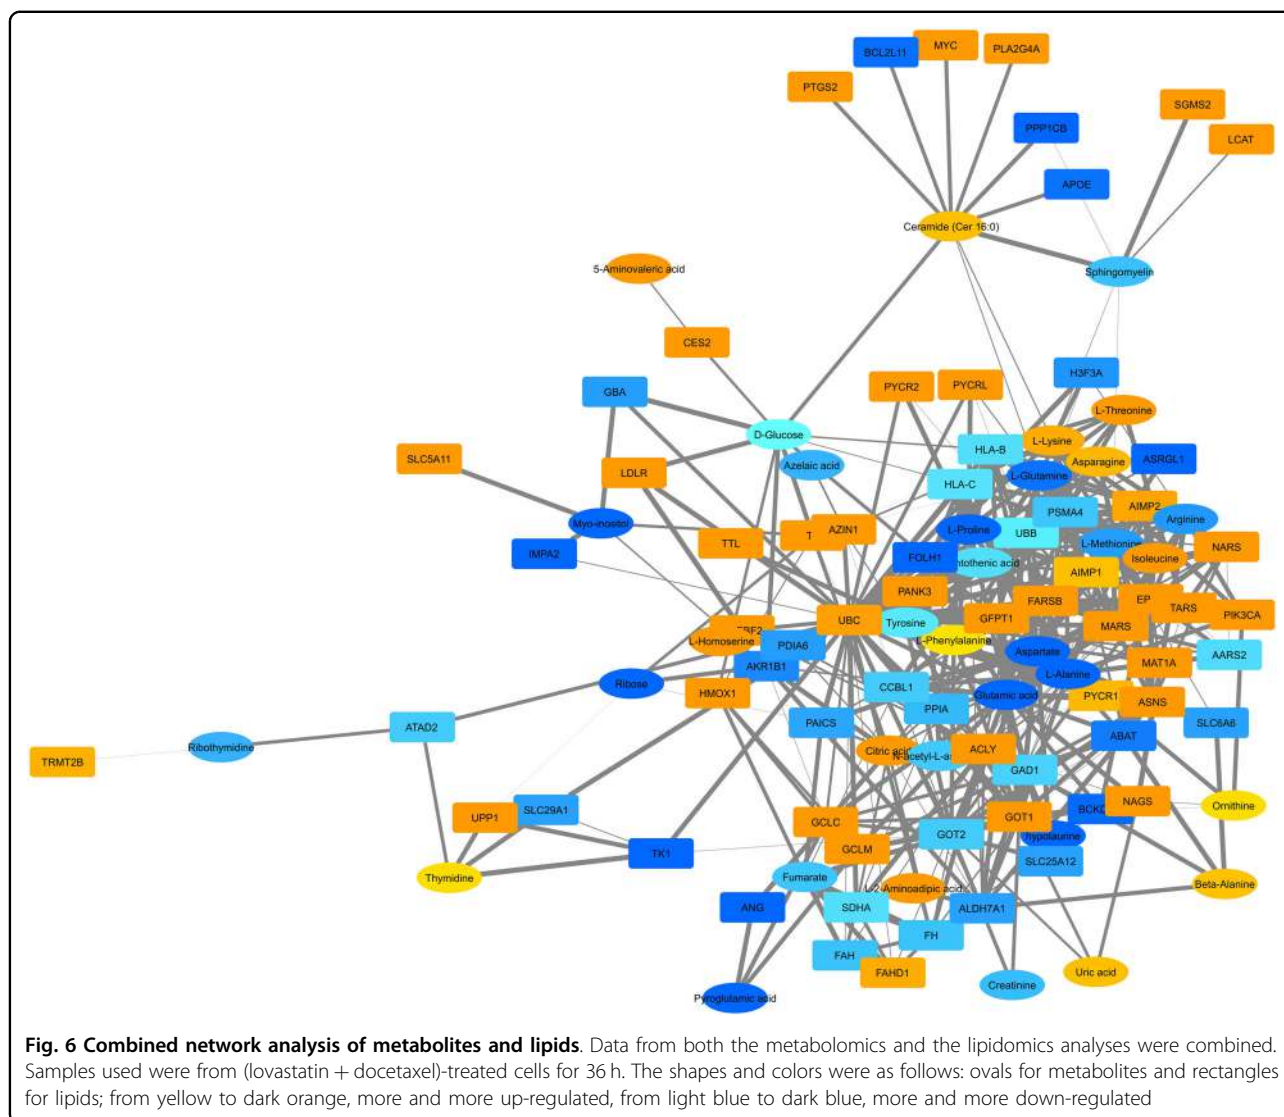 MYC
BCL2L11
PLA2G4A
PTGS2
SGMS2
PPP1CB
LCAT
APOE
Ceramide (Cer 16:0)
5-Aminovaleric acid
Sphingomyelin
CES2
H3F3A
GBA
PYCR2
PYCRL
L-Threonine
D-Glucose
L-Lysine
HLA-B
SLC5A11
Azelaic acid
Asparagine
ASRGL1
LDLR
L-Glutamine
HLA-C
AIMP2
PSMA4
Arginine
Myo-inositol
AZIN1
L-Proline
UBB
TTL
T
L-Methionine
NARS
IMPA2
FOLH1
Isoleucine
ntothenic acid
AIMP1
PANK3
FARSB
EP
TARS
UBC
Tyrosine
GFPT1
PIK3CA
MARS
L-Homoserine
PDIA6
L-Phenylalanine
Aspartate
AARS2
AKR1B1
MAT1A
Ribose
CCBL1
L-Alanine
HMOX1
Glutamic acid
PYCR1
ASNS
PPIA
ATAD2
PAICS
SLC6A6
ABAT
Ribothymidine
Citric acid
ACLY
N-acetyl-L-as
TRMT2B
GAD1
NAGS
Ornithine
UPP1
SLC29A1
BCKD
GCLC
GOT1
GOT2
hypotaurine
GCLM
TK1
SLC25A12
Thymidine
Fumarate
L-2-Aminoadipic acid
Beta-Alanine
ANG
SDHA
ALDH7A1
FH
FAH
FAHD1
Uric acid
Creatinine
Pyroglutamic acid
Fig. 6 Combined network analysis of metabolites and lipids. Data from both the metabolomics and the lipidomics analyses were combined.
Samples used were from (lovastatin + docetaxel)-treated cells for 36 h. The shapes and colors were as follows: ovals for metabolites and rectangles
for lipids; from yellow to dark orange, more and more up-regulated, from light blue to dark blue, more and more down-regulated